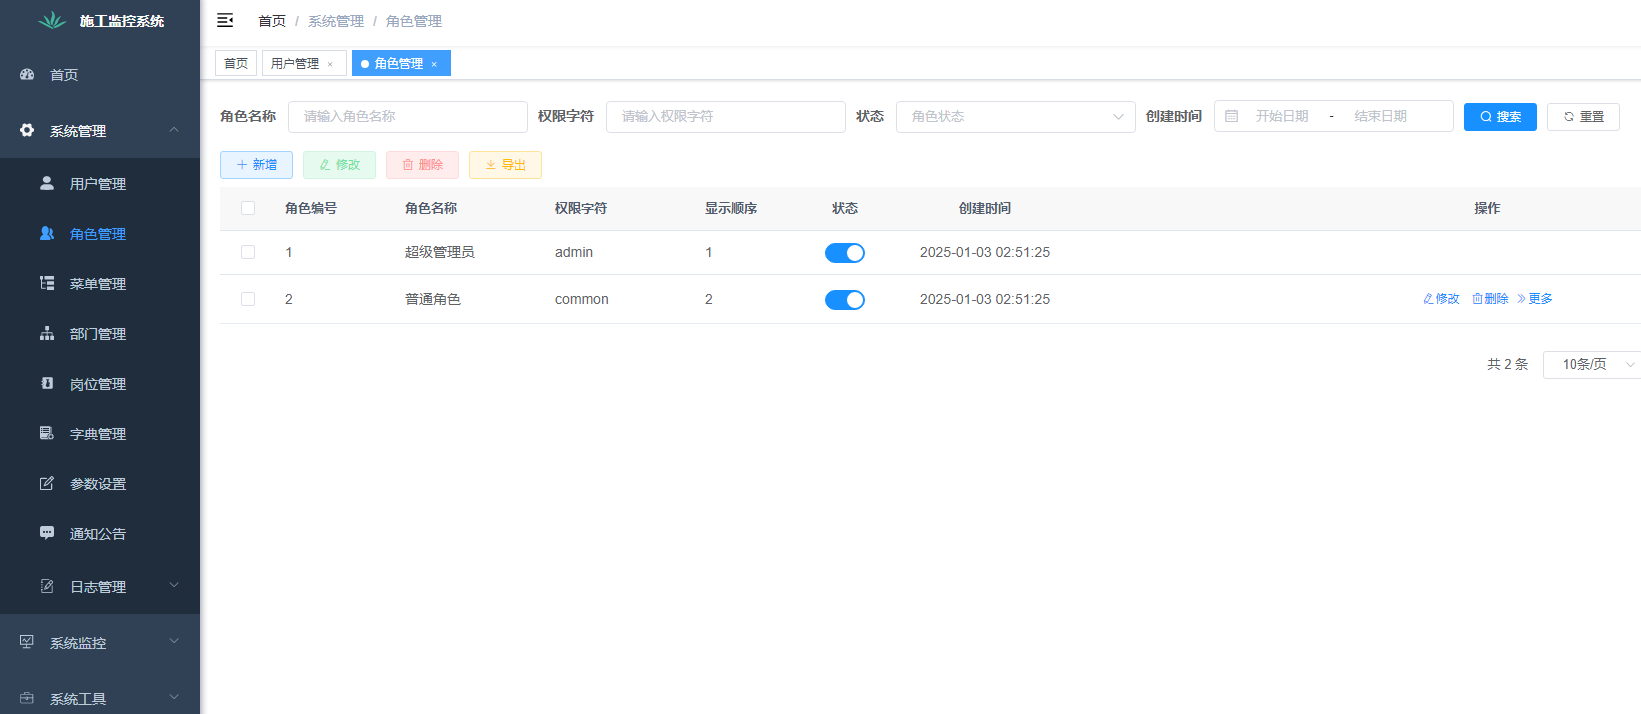 施工监控系统
首页 / 系统管理 / 角色管理
首页 用户管理 × 角色管理 ×
首页
系统管理
用户管理
角色管理
菜单管理
部门管理
岗位管理
字典管理
参数设置
通知公告
日志管理
系统监控
系统工具
角色名称 请输入角色名称 权限字符 请输入权限字符 状态 角色状态 创建时间 开始日期 - 结束日期 搜索 重置
新增 修改 删除 导出
角色编号 角色名称 权限字符 显示顺序 状态 创建时间 操作
1 超级管理员 admin 1 2025-01-03 02:51:25
2 普通角色 common 2 2025-01-03 02:51:25 修改 删除 更多
共 2 条 10条/页